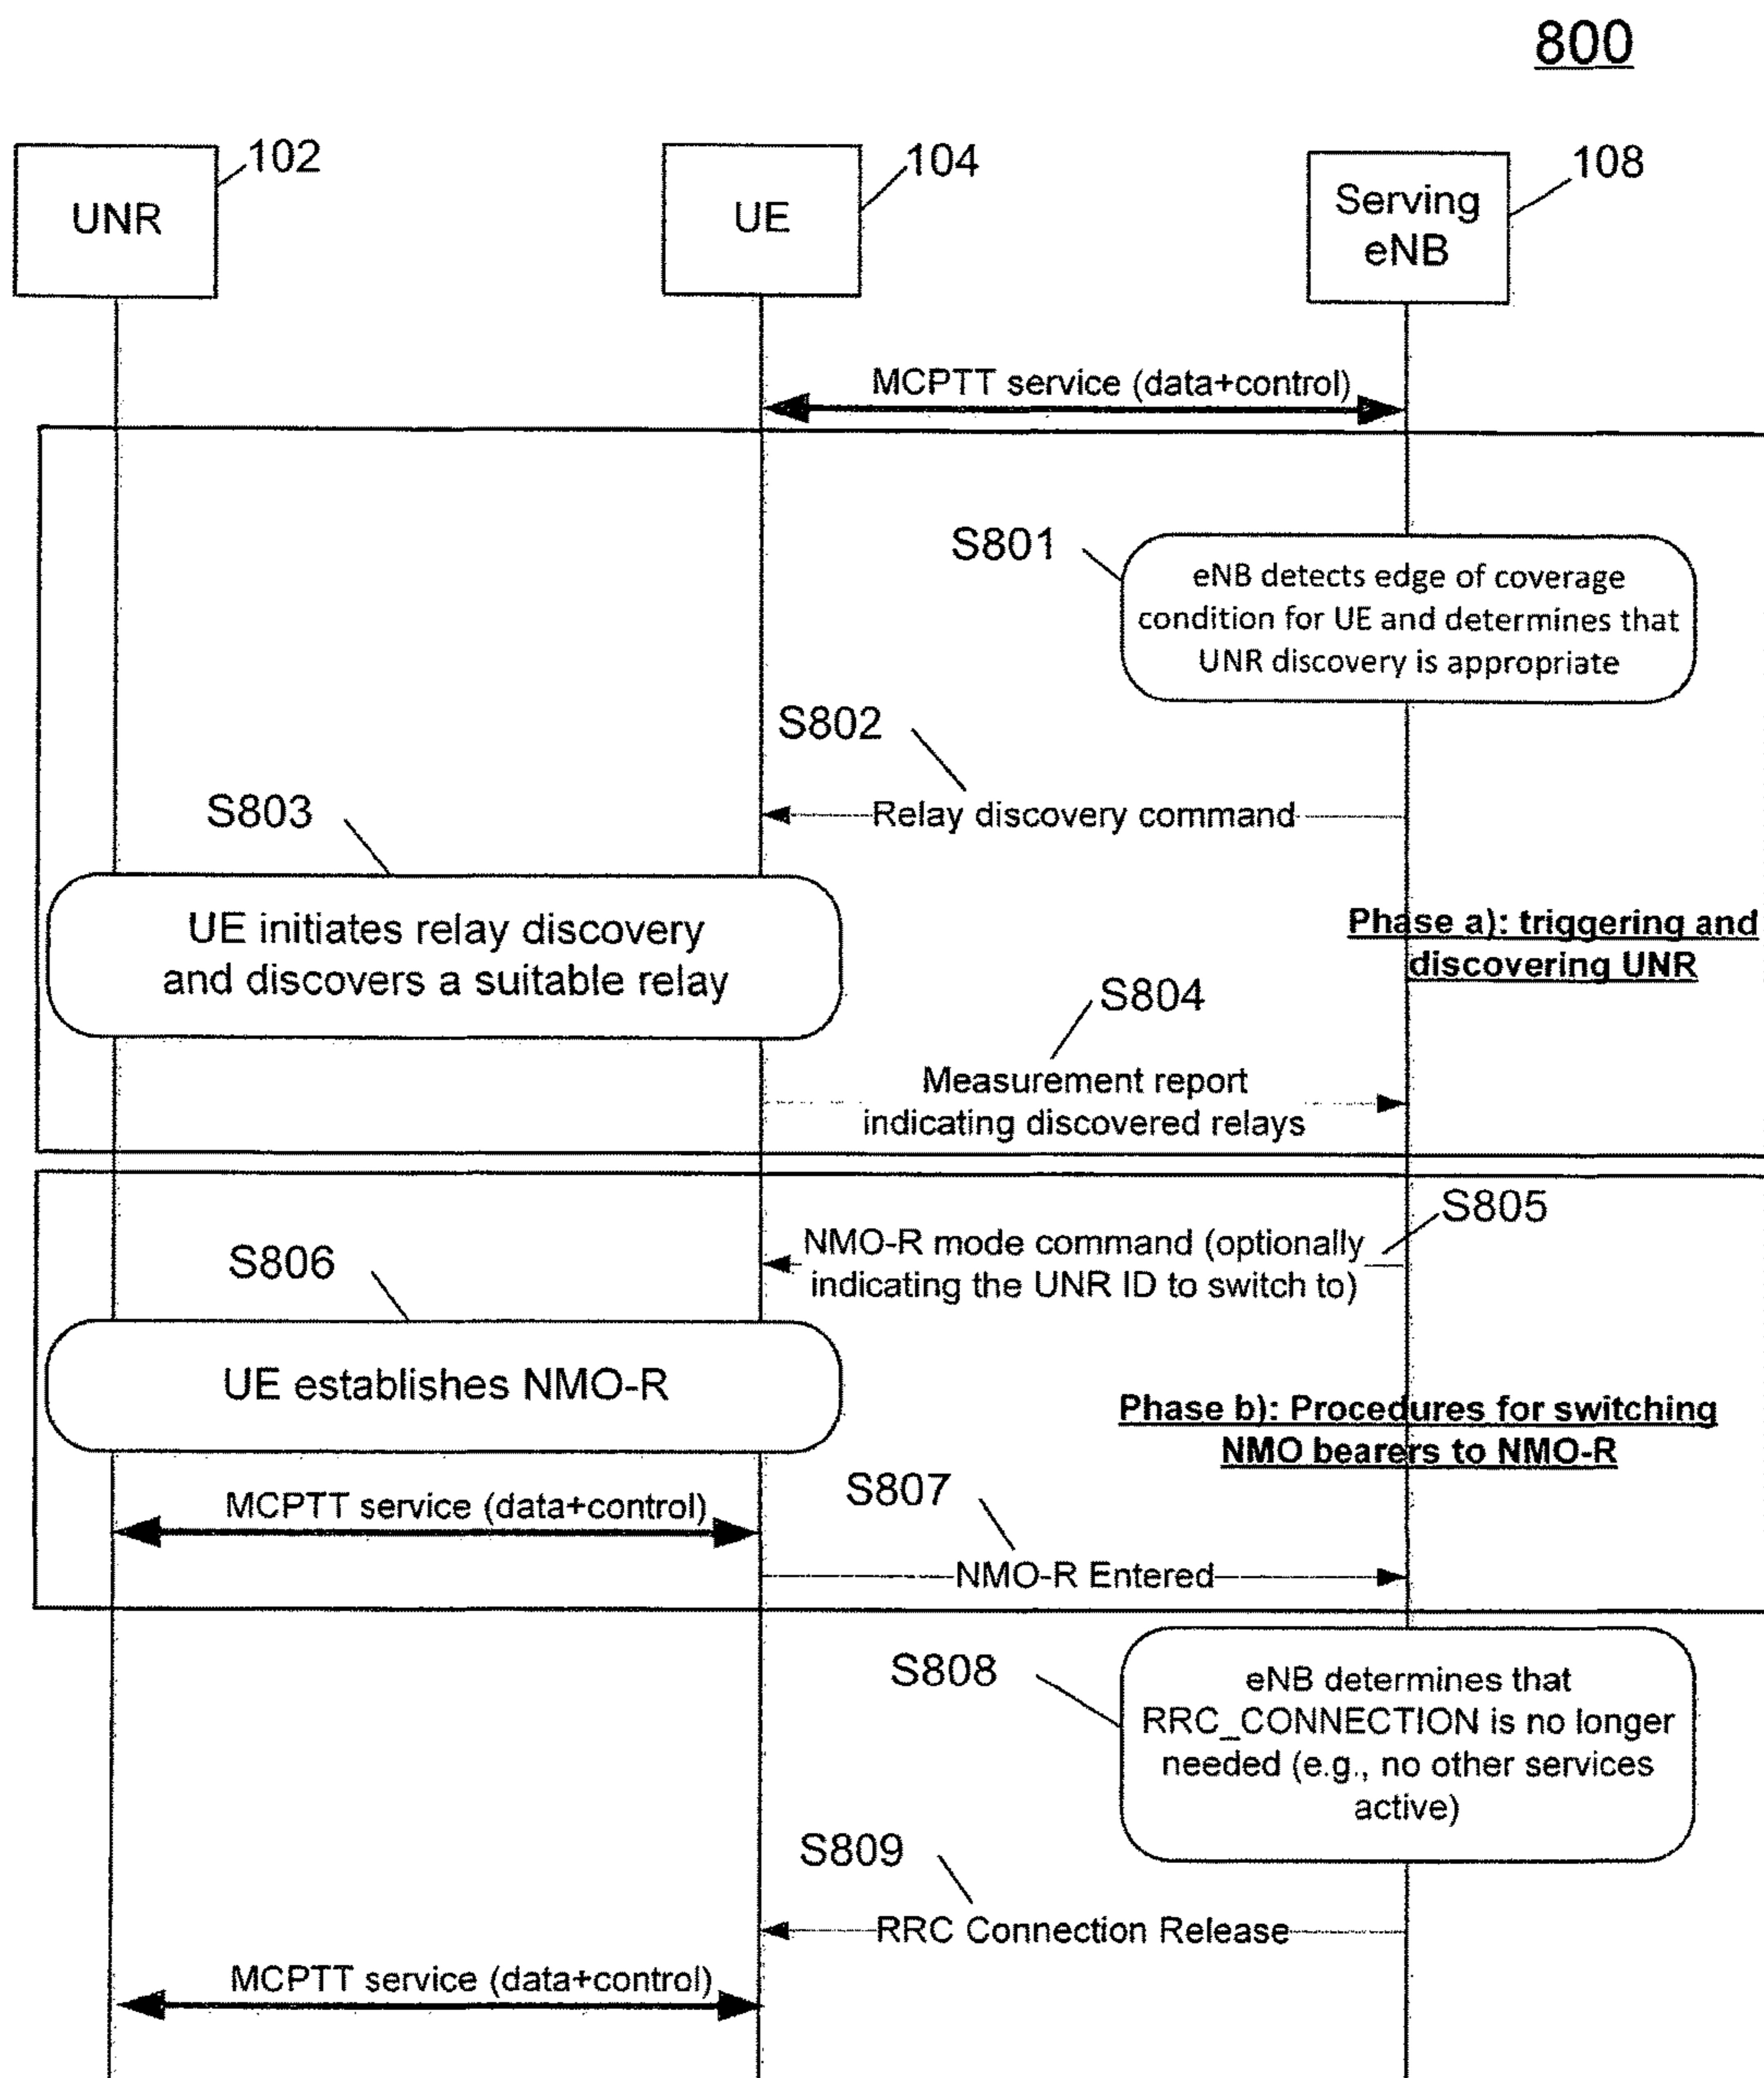 800
102
104
108
UNR
UE
Serving
eNB
MCPTT service (data+control)
S801
eNB detects edge of coverage
condition for UE and determines that
UNR discovery is appropriate
S802
Relay discovery command
S803
UE initiates relay discovery
and discovers a suitable relay
Phase a): triggering and
discovering UNR
S804
Measurement report
indicating discovered relays
S805
NMO-R mode command (optionally
indicating the UNR ID to switch to)
S806
UE establishes NMO-R
Phase b): Procedures for switching
NMO bearers to NMO-R
MCPTT service (data+control)
S807
NMO-R Entered
S808
eNB determines that
RRC_CONNECTION is no longer
needed (e.g., no other services
active)
S809
RRC Connection Release
MCPTT service (data+control)